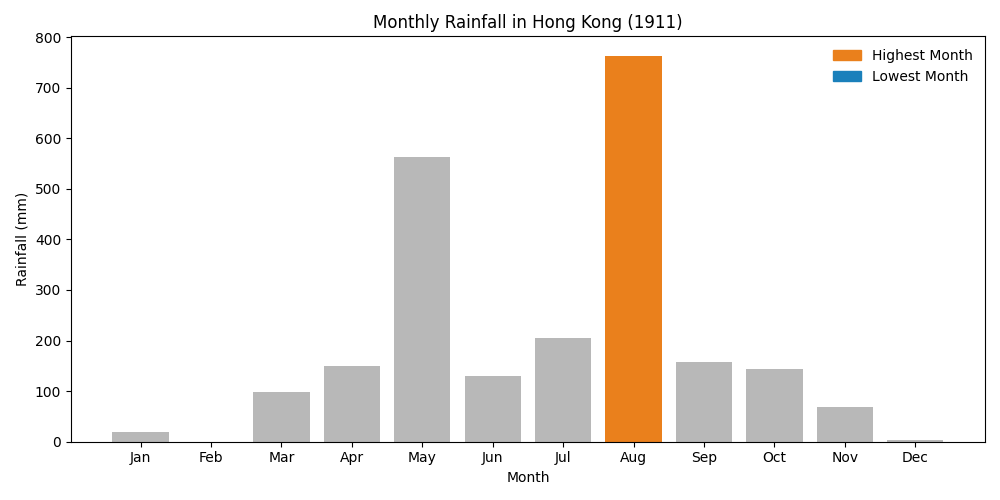 Monthly Rainfall in Hong Kong (1911)
Highest Month
Lowest Month
Rainfall (mm)
800
700
600
500
400
300
200
100
0
Jan Feb Mar Apr May Jun Jul Aug Sep Oct Nov Dec
Month